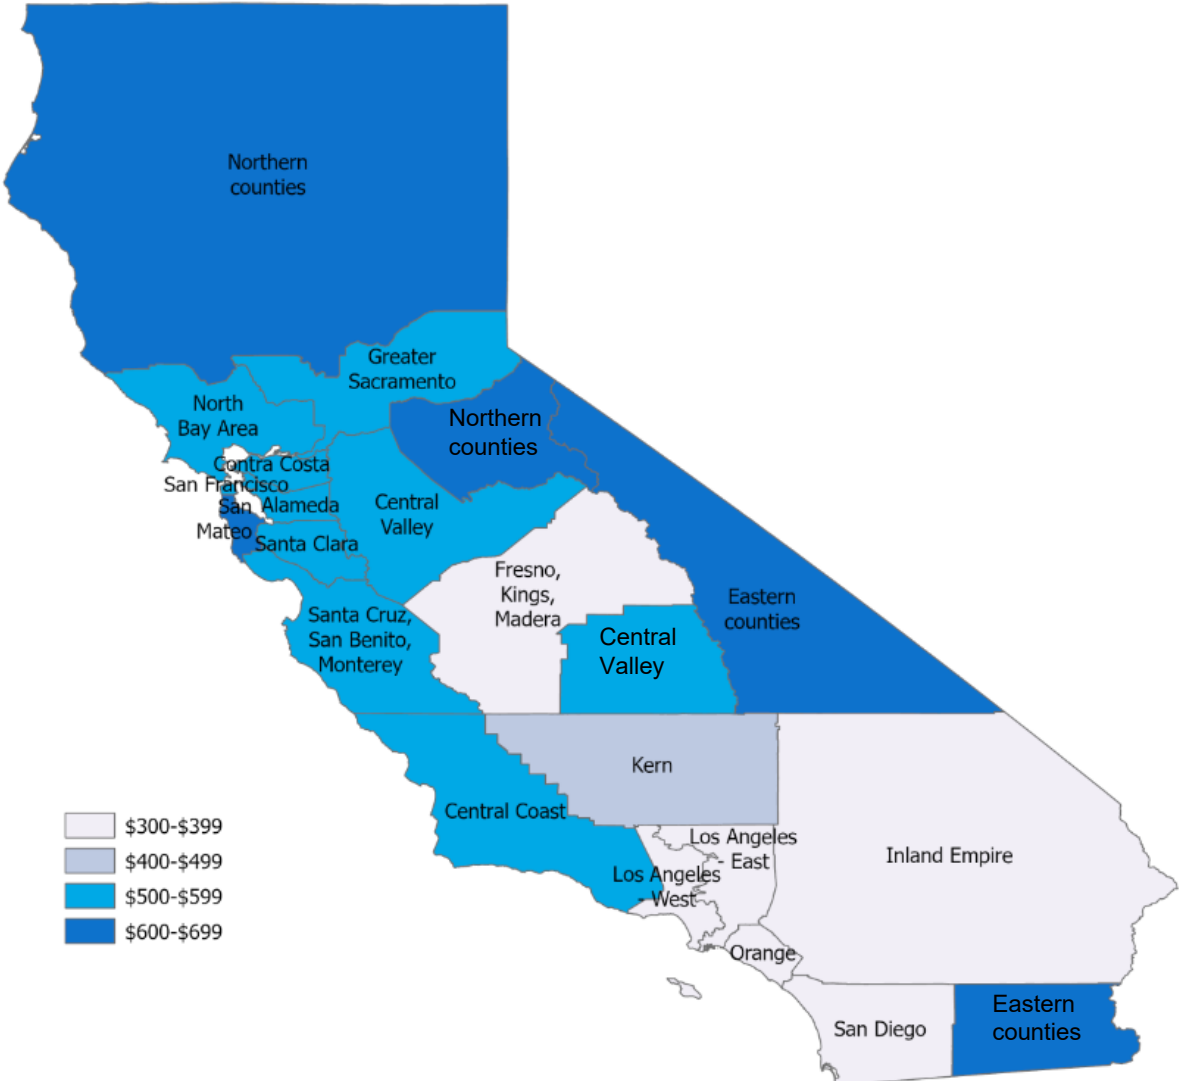 Northern
counties
Greater
Sacramento
North
Bay Area
Northern
counties
Contra Costa
San Francisco
San
Mateo
Alameda
Central
Valley
Santa Clara
Fresno,
Kings,
Madera
Eastern
counties
Santa Cruz,
San Benito,
Monterey
Central
Valley
Kern
Central Coast
Los Angeles
- East
Los Angeles
- West
Inland Empire
Orange
San Diego
Eastern
counties
$300-$399
$400-$499
$500-$599
$600-$699